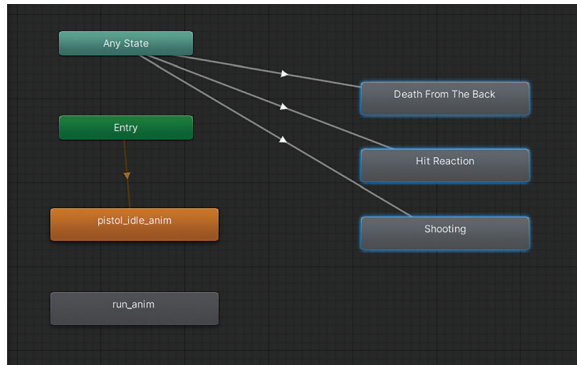 Any State
Death From The Back
Entry
Hit Reaction
pistol_idle_anim
Shooting
run_anim